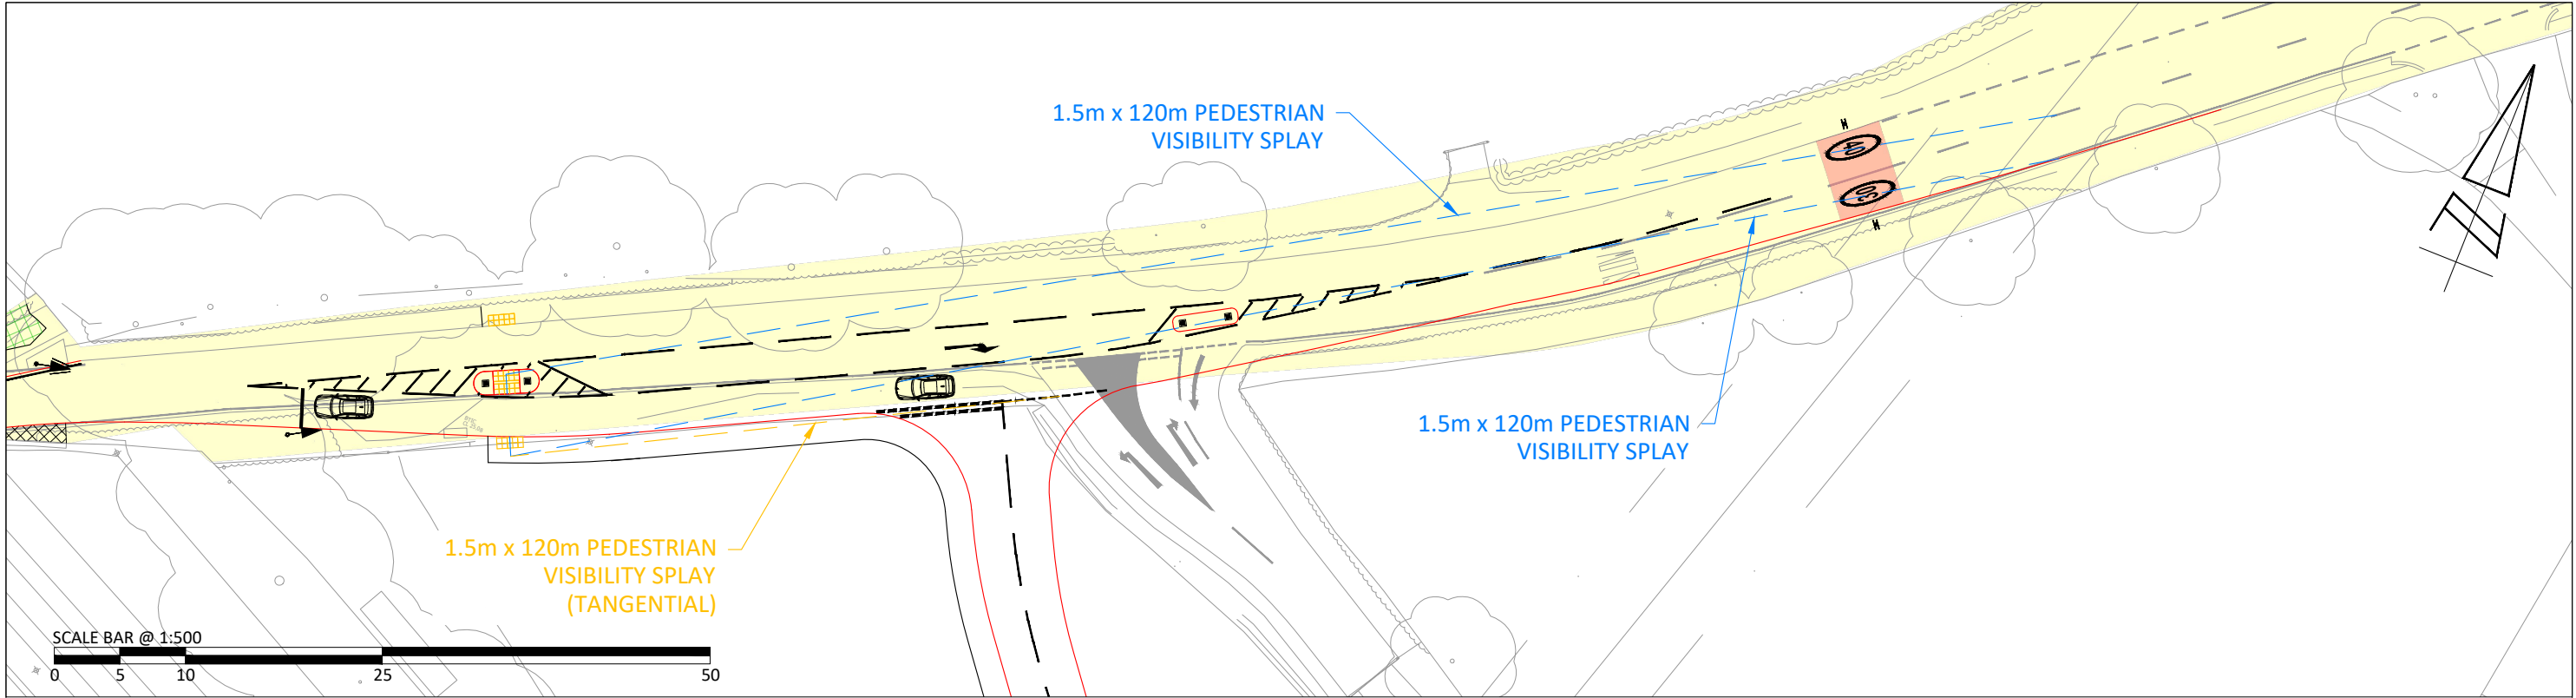 1.5m x 120m PEDESTRIAN
VISIBILITY SPLAY
40
30
1.5m x 120m PEDESTRIAN
VISIBILITY SPLAY
1.5m x 120m PEDESTRIAN
VISIBILITY SPLAY
(TANGENTIAL)
SCALE BAR @ 1:500
0 5 10 25 50